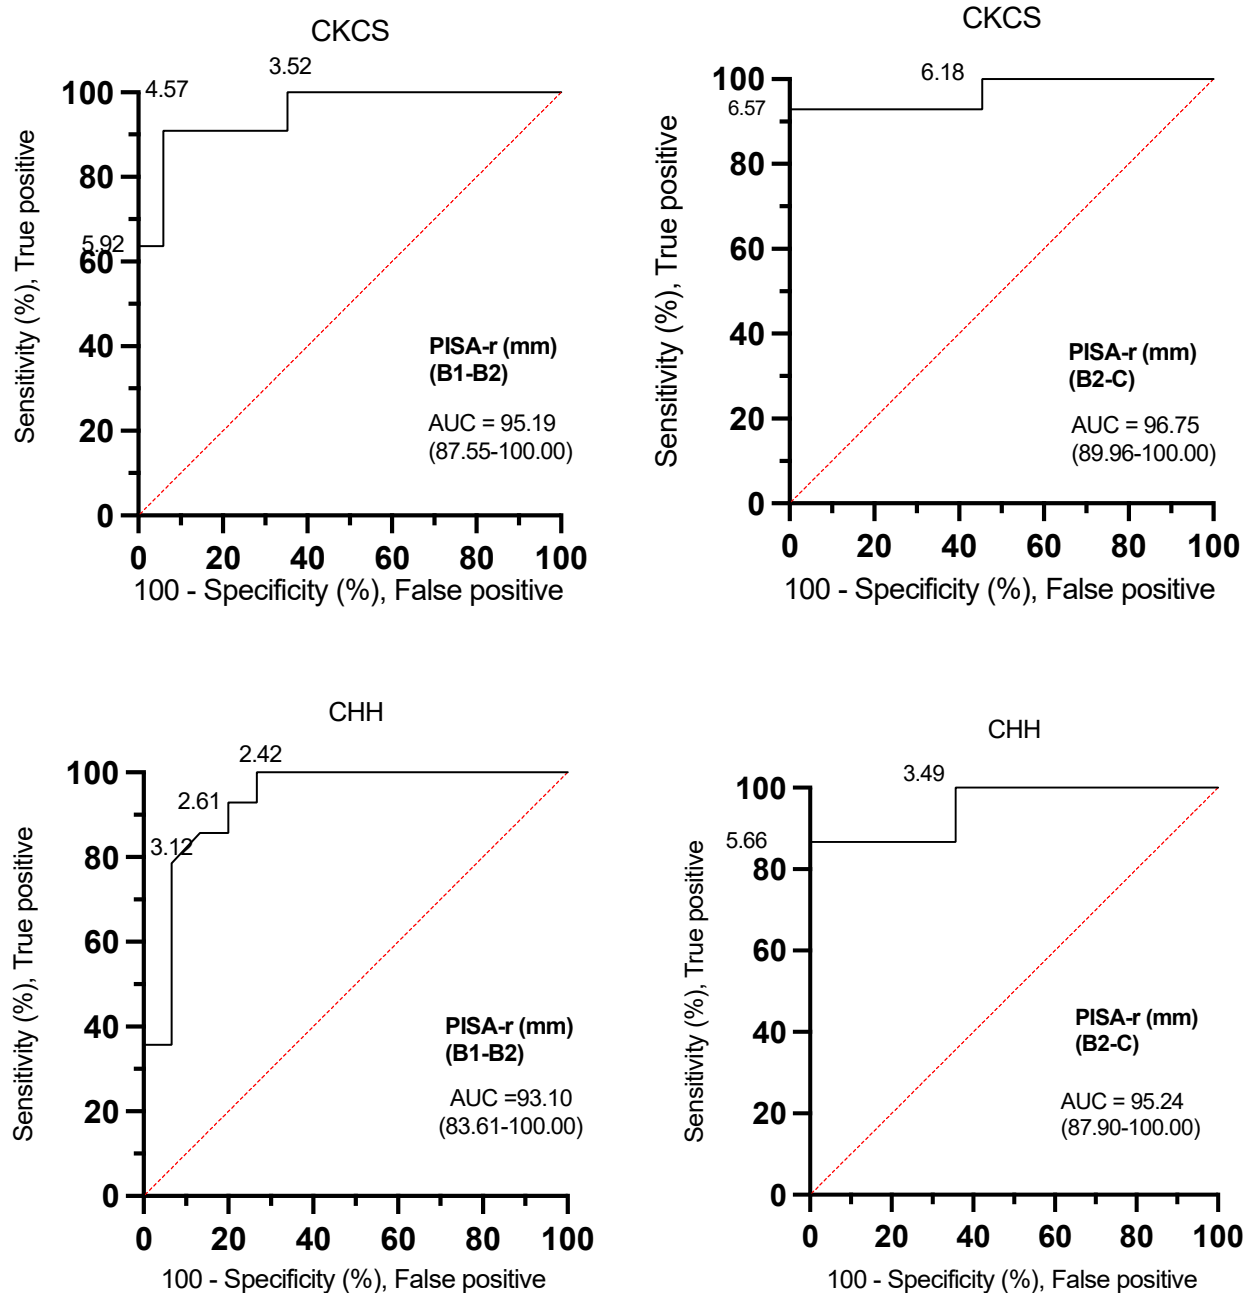 CKCS
3.52
4.57
5.92
100
80
60
40
20
0
0 20 40 60 80 100
Sensitivity (%), True positive
100 - Specificity (%), False positive
PISA-r (mm)
(B1-B2)
AUC = 95.19
(87.55-100.00)
CKCS
6.18
6.57
100
80
60
40
20
0
0 20 40 60 80 100
Sensitivity (%), True positive
100 - Specificity (%), False positive
PISA-r (mm)
(B2-C)
AUC = 96.75
(89.96-100.00)
CHH
2.42
2.61
3.12
100
80
60
40
20
0
0 20 40 60 80 100
Sensitivity (%), True positive
100 - Specificity (%), False positive
PISA-r (mm)
(B1-B2)
AUC =93.10
(83.61-100.00)
CHH
3.49
5.66
100
80
60
40
20
0
0 20 40 60 80 100
Sensitivity (%), True positive
100 - Specificity (%), False positive
PISA-r (mm)
(B2-C)
AUC = 95.24
(87.90-100.00)